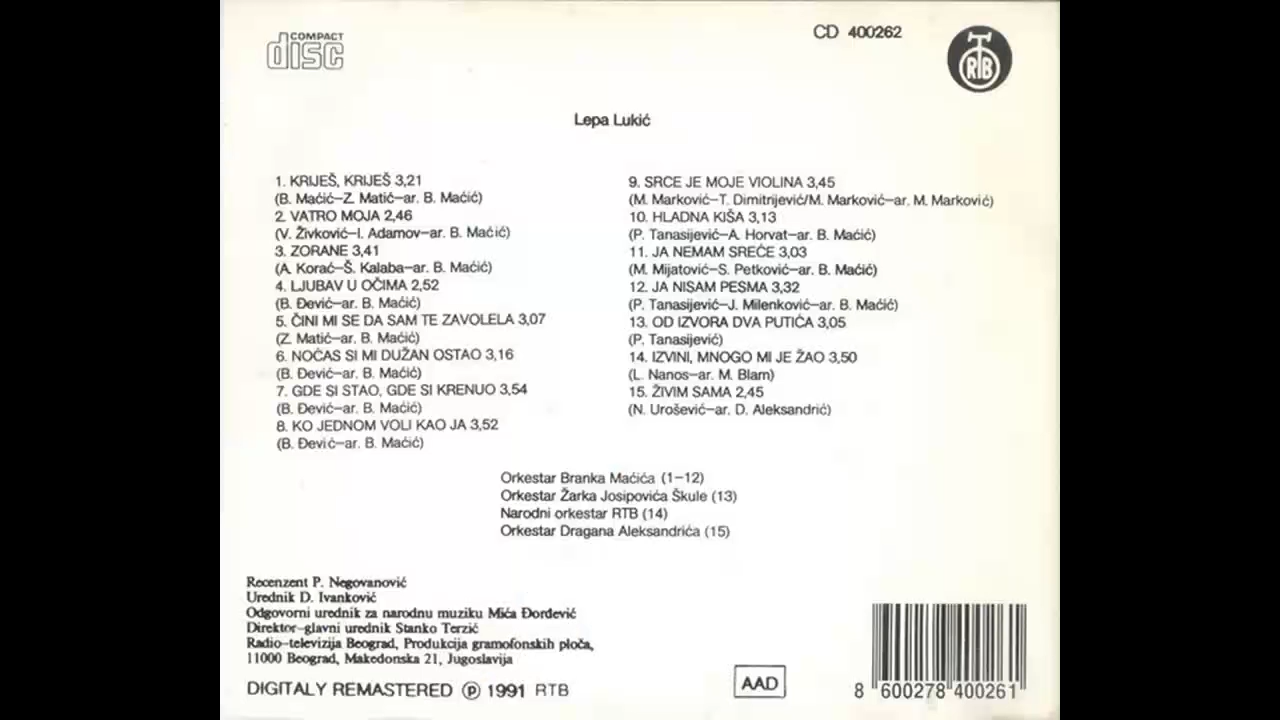 COMPACT
disc
CD 400262
RTB
Lepa Lukić
1. KRIJEŠ, KRIJEŠ 3,21
(B. Maćić–Z. Matić–ar. B. Maćić)
2. VATRO MOJA 2,46
(V. Živković–I. Adamov–ar. B. Maćić)
3. ZORANE 3,41
(A. Korać–Š. Kalaba–ar. B. Maćić)
4. LJUBAV U OČIMA 2,52
(B. Đević–ar. B. Maćić)
5. ČINI MI SE DA SAM TE ZAVOLELA 3,07
(Z. Matić–ar. B. Maćić)
6. NOĆAS SI MI DUŽAN OSTAO 3,16
(B. Đević–ar. B. Maćić)
7. GDE SI STAO, GDE SI KRENUO 3,54
(B. Đević–ar. B. Maćić)
8. KO JEDNOM VOLI KAO JA 3,52
(B. Đević–ar. B. Maćić)
9. SRCE JE MOJE VIOLINA 3,45
(M. Marković–T. Dimitrijević/M. Marković–ar. M. Marković)
10. HLADNA KIŠA 3,13
(P. Tanasijević–A. Horvat–ar. B. Maćić)
11. JA NEMAM SREĆE 3,03
(M. Mijatović–S. Petković–ar. B. Maćić)
12. JA NISAM PESMA 3,32
(P. Tanasijević–J. Milenković–ar. B. Maćić)
13. OD IZVORA DVA PUTIĆA 3,05
(P. Tanasijević)
14. IZVINI, MNOGO MI JE ŽAO 3,50
(L. Nanos–ar. M. Blam)
15. ŽIVIM SAMA 2,45
(N. Urošević–ar. D. Aleksandrić)
Orkestar Branka Maćića (1–12)
Orkestar Žarka Josipovića Škule (13)
Narodni orkestar RTB (14)
Orkestar Dragana Aleksandrića (15)
Recenzent P. Negovanović
Urednik D. Ivanković
Odgovorni urednik za narodnu muziku Mića Đorđević
Direktor–glavni urednik Stanko Terzić
Radio–televizija Beograd, Produkcija gramofonskih ploča,
11000 Beograd, Makedonska 21, Jugoslavija
DIGITALY REMASTERED ℗ 1991 RTB
AAD
8 600278 400261